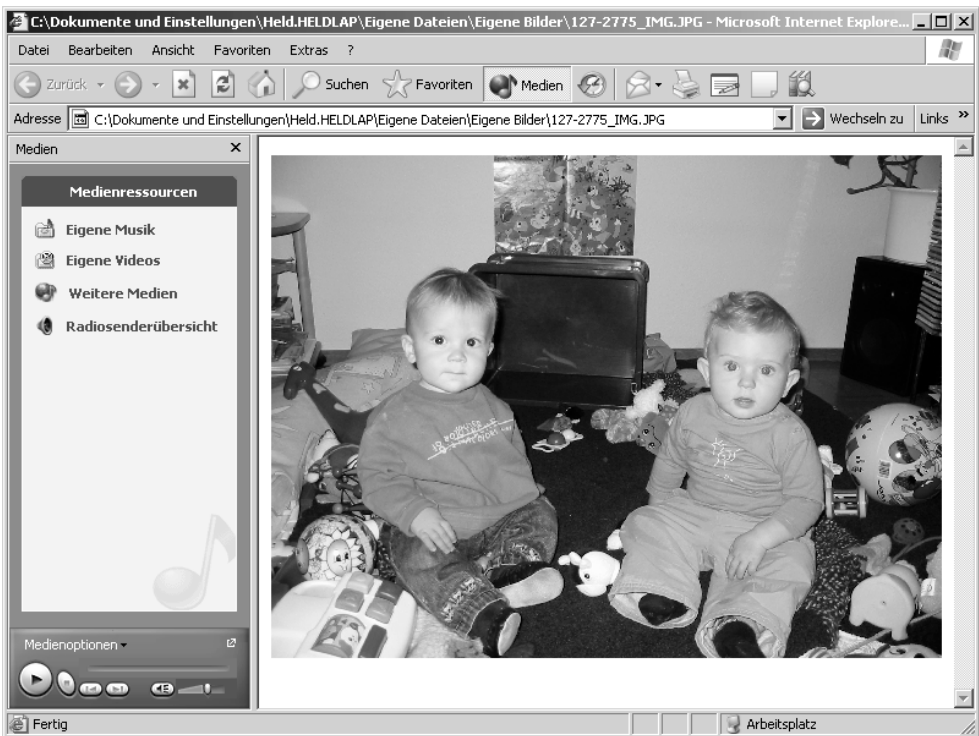 C:\Dokumente und Einstellungen\Held.HELDLAP\Eigene Dateien\Eigene Bilder\127-2775_IMG.JPG - Microsoft Internet Explore...
Datei Bearbeiten Ansicht Favoriten Extras ?
Zurück Suchen Favoriten Medien
Adresse C:\Dokumente und Einstellungen\Held.HELDLAP\Eigene Dateien\Eigene Bilder\127-2775_IMG.JPG Wechseln zu Links »
Medien
Medienressourcen
Eigene Musik
Eigene Videos
Weitere Medien
Radiosenderübersicht
Medienoptionen
Fertig Arbeitsplatz